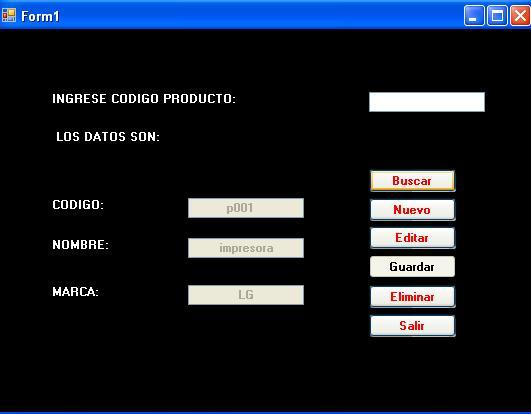 Form1
INGRESE CODIGO PRODUCTO:
LOS DATOS SON:
Buscar
CODIGO: p001 Nuevo
Editar
NOMBRE: impresora
Guardar
MARCA: LG Eliminar
Salir